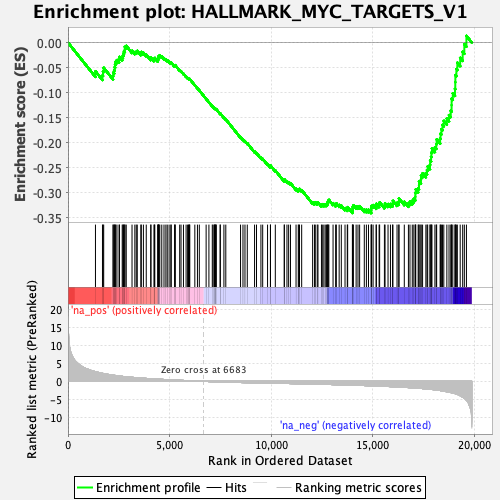 Enrichment plot: HALLMARK_MYC_TARGETS_V1
Enrichment score (ES)
0.00
-0.05
-0.10
-0.15
-0.20
-0.25
-0.30
-0.35
'na_pos' (positively correlated)
Ranked list metric (PreRanked)
20
15
10
5
0
-5
-10
Zero cross at 6683
'na_neg' (negatively correlated)
0
5,000
10,000
15,000
20,000
Rank in Ordered Dataset
Enrichment profile
Hits
Ranking metric scores